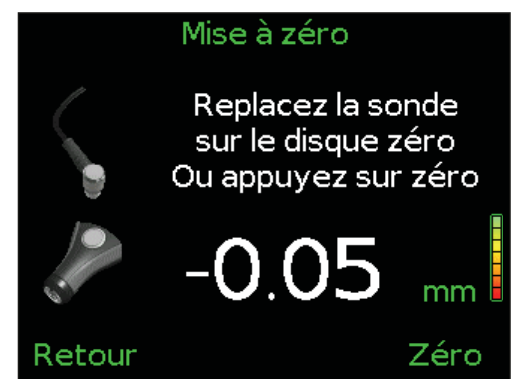 Mise à zéro
Replacez la sonde
sur le disque zéro
Ou appuyez sur zéro
-0.05 mm
Retour Zéro